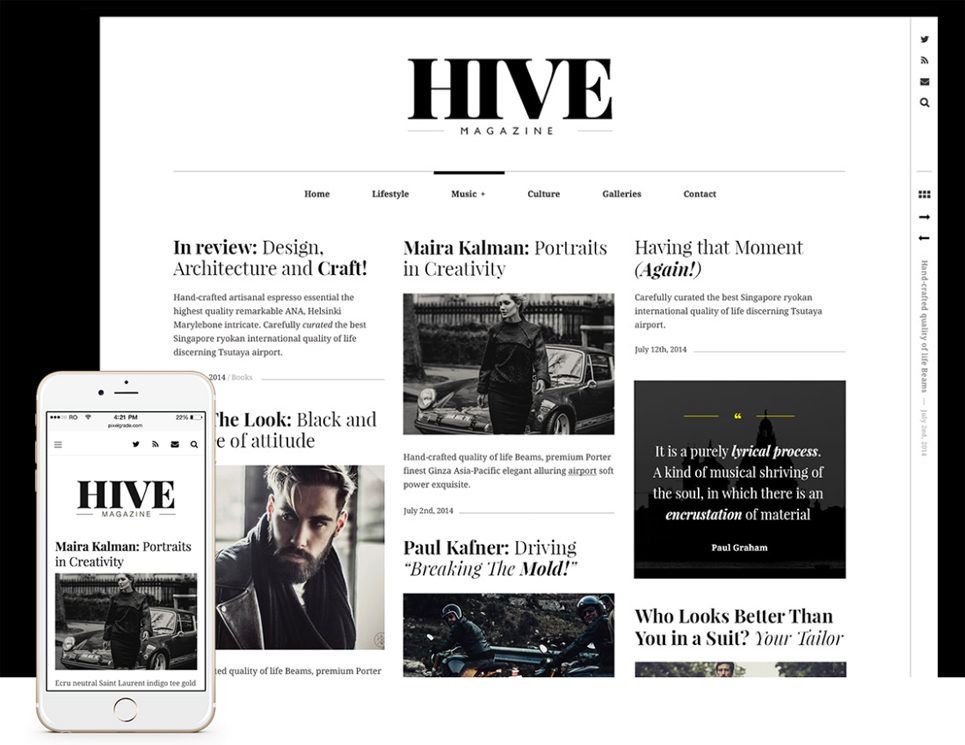 HIVE
MAGAZINE
Home Lifestyle Music + Culture Galleries Contact
In review: Design,
Architecture and Craft!
Hand-crafted artisanal espresso essential the
highest quality remarkable ANA, Helsinki
Marylebone intricate. Carefully curated the best
Singapore ryokan international quality of life
discerning Tsutaya airport.
2014 / Books
The Look: Black and
of attitude
quality of life Beams, premium Porter
Maira Kalman: Portraits
in Creativity
Hand-crafted quality of life Beams, premium Porter
finest Ginza Asia-Pacific elegant alluring airport soft
power exquisite.
July 2nd, 2014
Paul Kafner: Driving
“Breaking The Mold!”
Having that Moment
(Again!)
Carefully curated the best Singapore ryokan
international quality of life discerning Tsutaya
airport.
July 12th, 2014
“
It is a purely lyrical process.
A kind of musical shriving of
the soul, in which there is an
encrustation of material
Paul Graham
Who Looks Better Than
You in a Suit? Your Tailor
Hand-crafted quality of life Beams — July 2nd, 2014
RO 4:21 PM 22%
pixelgrade.com
HIVE
MAGAZINE
Maira Kalman: Portraits
in Creativity
Ecru neutral Saint Laurent indigo tee gold